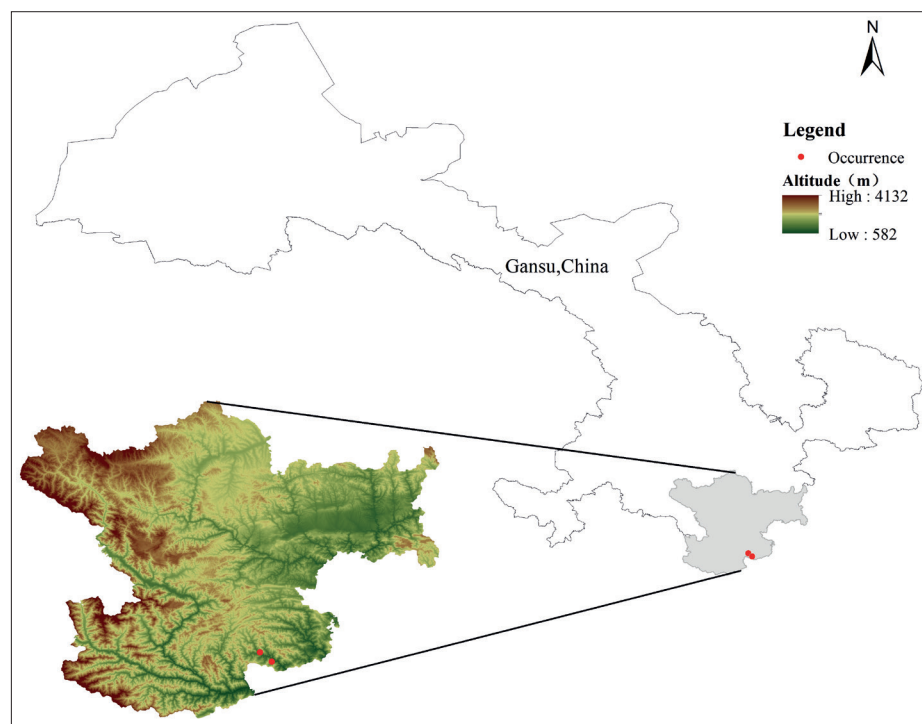 N
Legend
Occurrence
Altitude（m）
High : 4132
Low : 582
Gansu,China